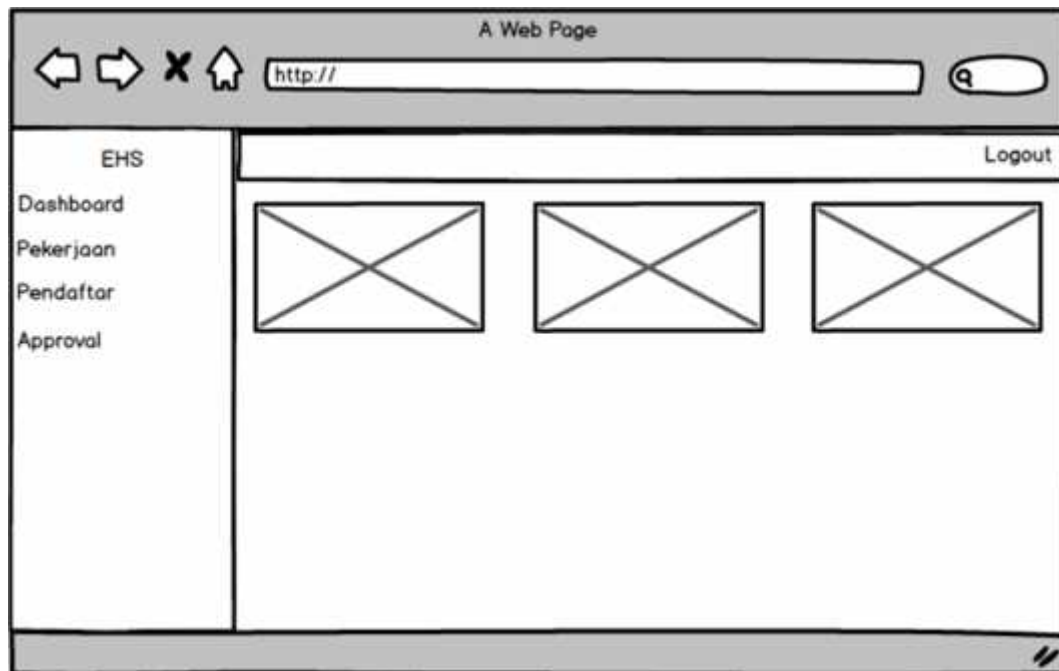 A Web Page
http://
EHS
Logout
Dashboard
Pekerjaan
Pendaftar
Approval